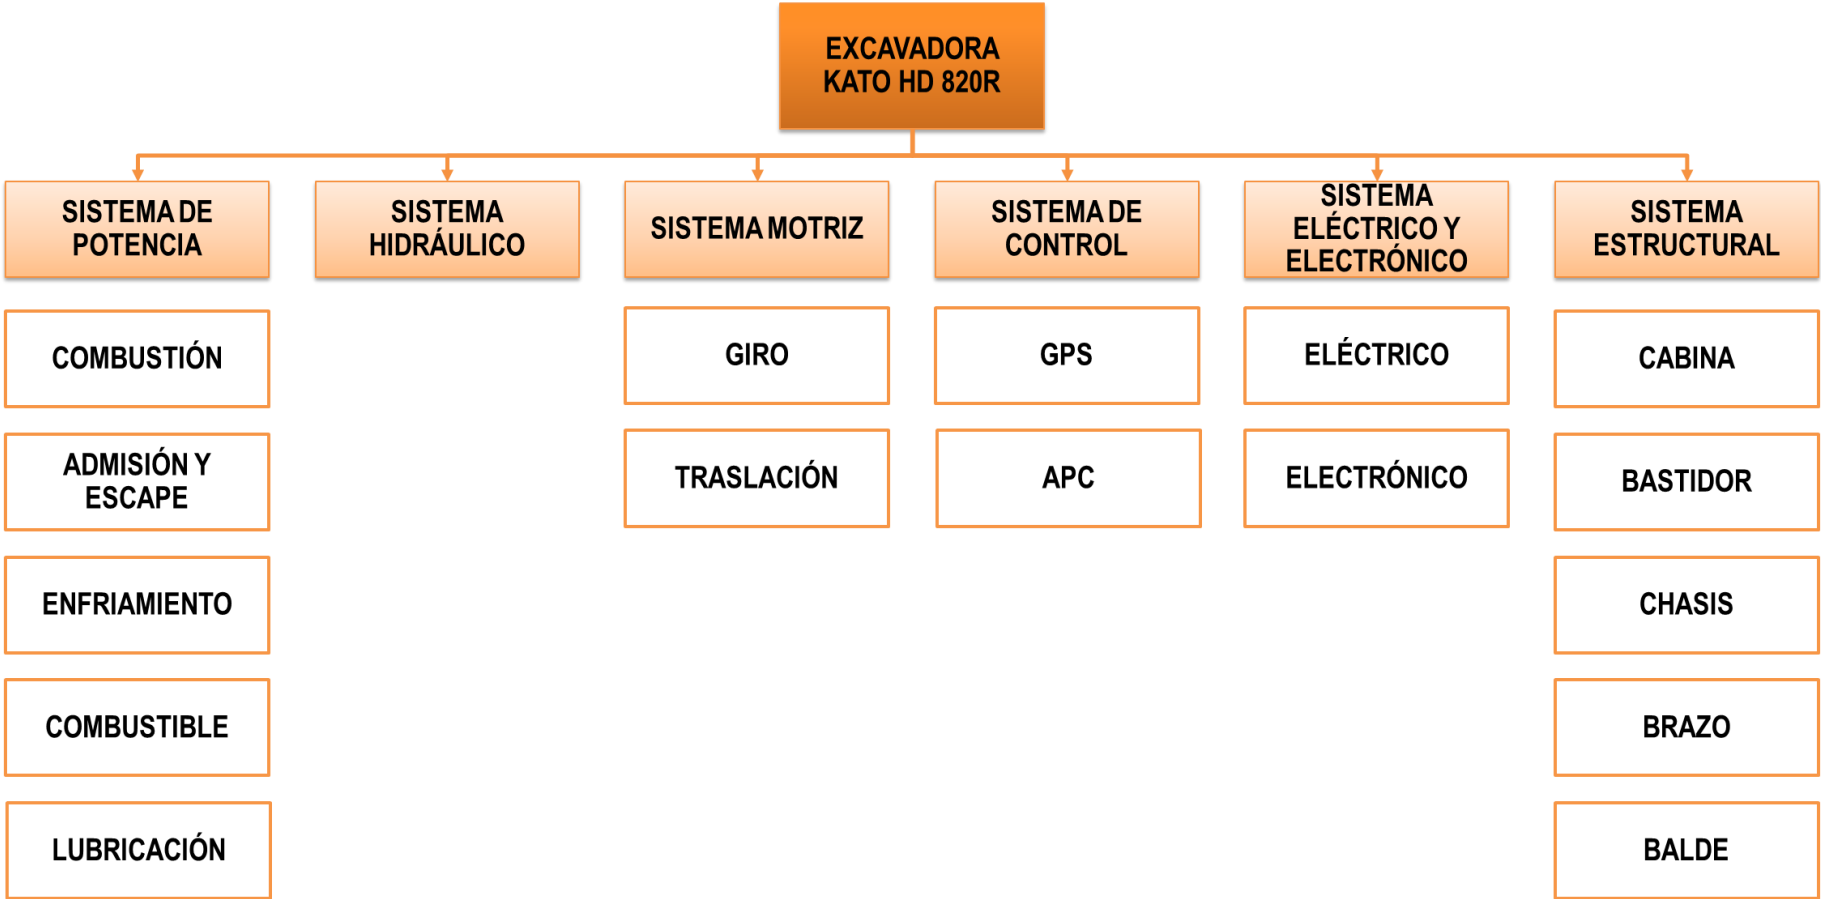 EXCAVADORA
KATO HD 820R
SISTEMA DE
POTENCIA
SISTEMA
HIDRÁULICO
SISTEMA MOTRIZ
SISTEMA DE
CONTROL
SISTEMA
ELÉCTRICO Y
ELECTRÓNICO
SISTEMA
ESTRUCTURAL
COMBUSTIÓN
GIRO
GPS
ELÉCTRICO
CABINA
ADMISIÓN Y
ESCAPE
TRASLACIÓN
APC
ELECTRÓNICO
BASTIDOR
ENFRIAMIENTO
CHASIS
COMBUSTIBLE
BRAZO
LUBRICACIÓN
BALDE